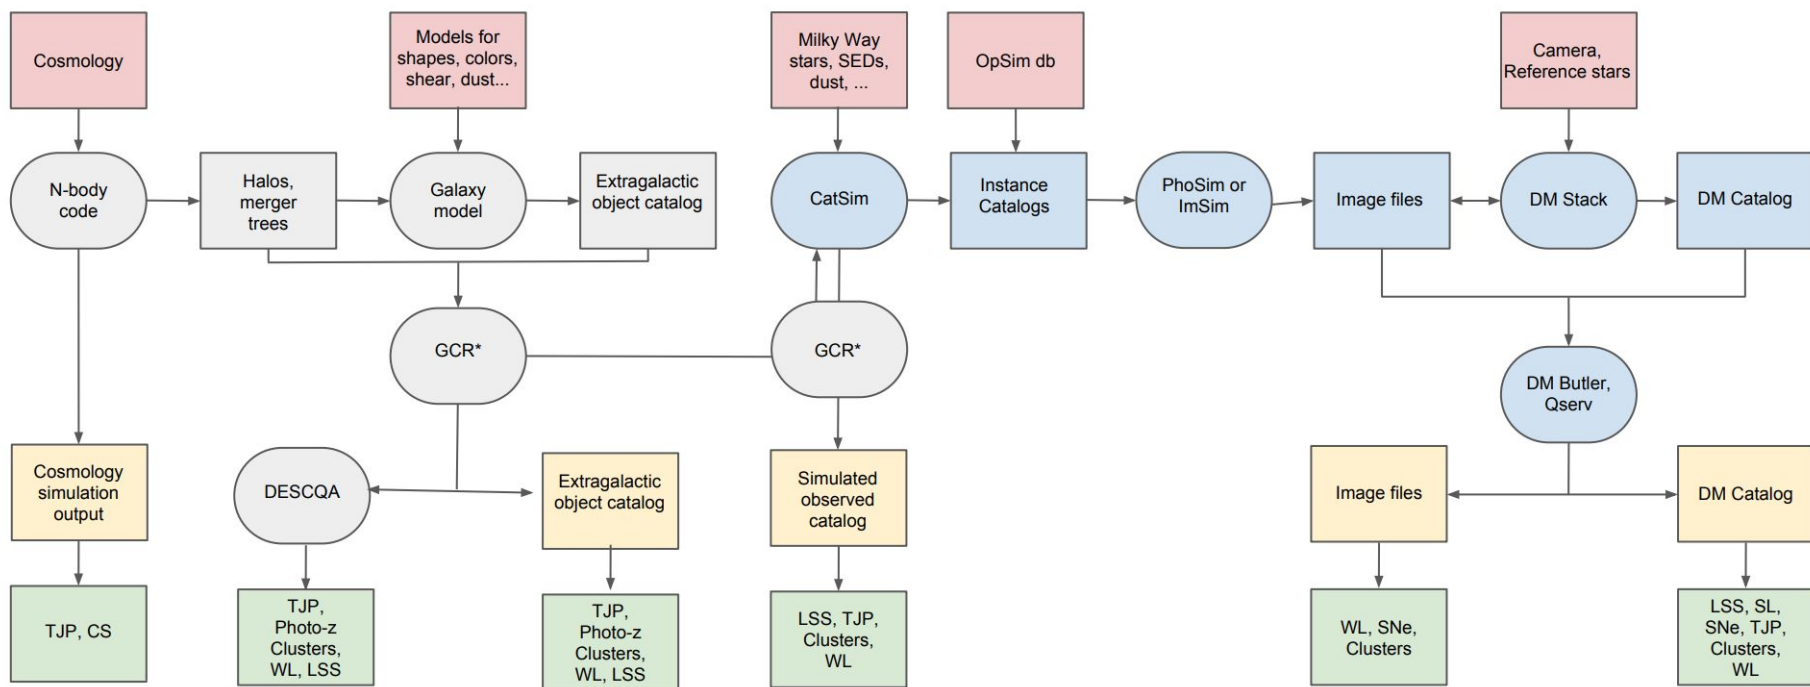 Cosmology
Models for
shapes, colors,
shear, dust...
Milky Way
stars, SEDs,
dust, ...
OpSim db
Camera,
Reference stars
N-body
code
Halos,
merger
trees
Galaxy
model
Extragalactic
object catalog
CatSim
Instance
Catalogs
PhoSim or
ImSim
Image files
DM Stack
DM Catalog
GCR*
GCR*
DM Butler,
Qserv
Cosmology
simulation
output
DESCQA
Extragalactic
object catalog
Simulated
observed
catalog
Image files
DM Catalog
TJP, CS
TJP,
Photo-z
Clusters,
WL, LSS
TJP,
Photo-z
Clusters,
WL, LSS
LSS, TJP,
Clusters,
WL
WL, SNe,
Clusters
LSS, SL,
SNe, TJP,
Clusters,
WL